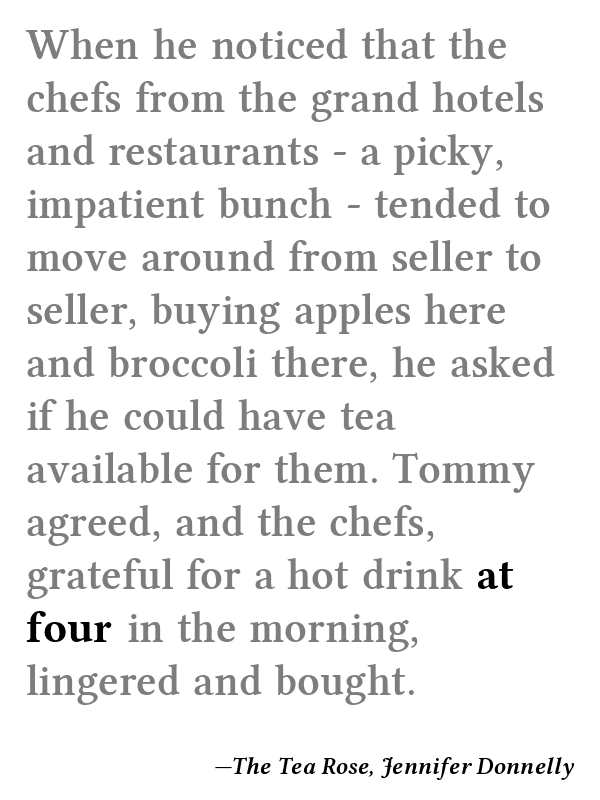 When he noticed that the
chefs from the grand hotels
and restaurants - a picky,
impatient bunch - tended to
move around from seller to
seller, buying apples here
and broccoli there, he asked
if he could have tea
available for them. Tommy
agreed, and the chefs,
grateful for a hot drink at
four in the morning,
lingered and bought.
—The Tea Rose, Jennifer Donnelly